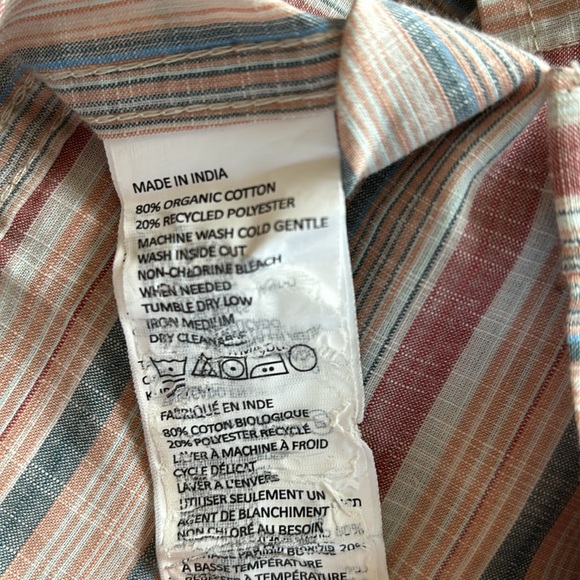 MADE IN INDIA
80% ORGANIC COTTON
20% RECYCLED POLYESTER
MACHINE WASH COLD GENTLE
WASH INSIDE OUT
NON-CHLORINE BLEACH
WHEN NEEDED
TUMBLE DRY LOW
IRON MEDIUM
DRY CLEANABLE
FABRIQUÉ EN INDE
80% COTON BIOLOGIQUE
20% POLYESTER RECYCLÉ
LAVER À MACHINE À FROID
CYCLE DÉLICAT
LAVER À L'ENVERS
UTILISER SEULEMENT UN
AGENT DE BLANCHIMENT
NON CHLORÉ AU BESOIN
À BASSE TEMPÉRATURE